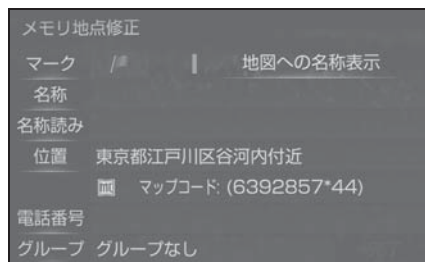 メモリ地点修正
マーク 地図への名称表示
名称
名称読み
位置 東京都江戸川区谷河内付近
マップコード: (6392857*44)
電話番号
グループ グループなし